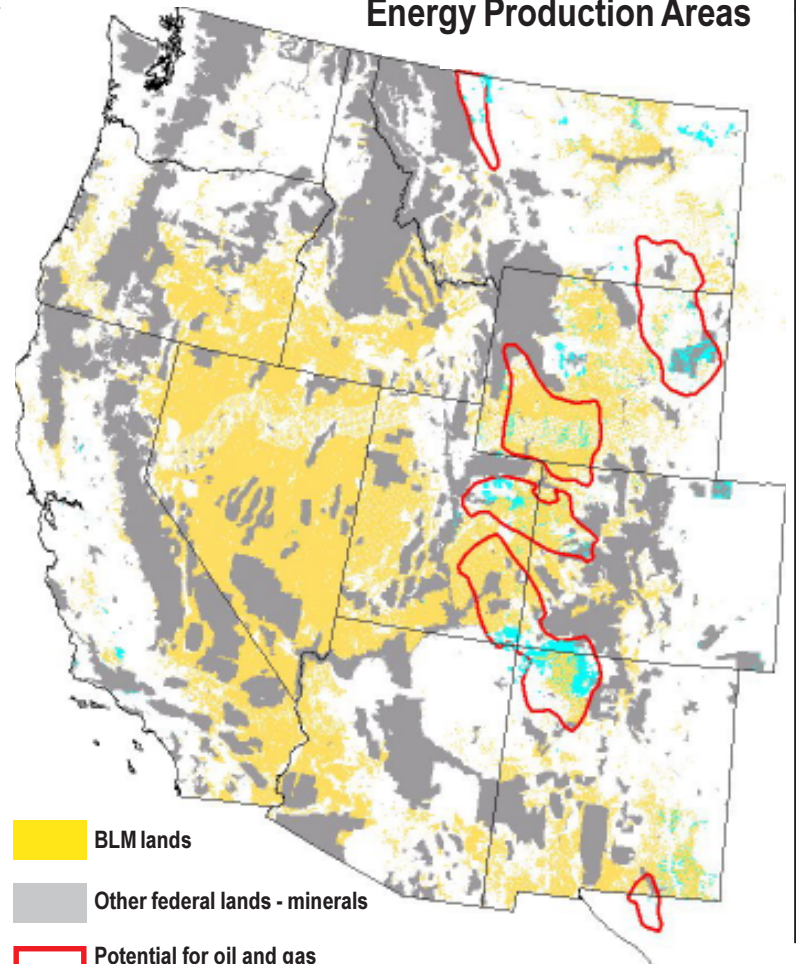 Energy Production Areas
BLM lands
Other federal lands - minerals
Potential for oil and gas